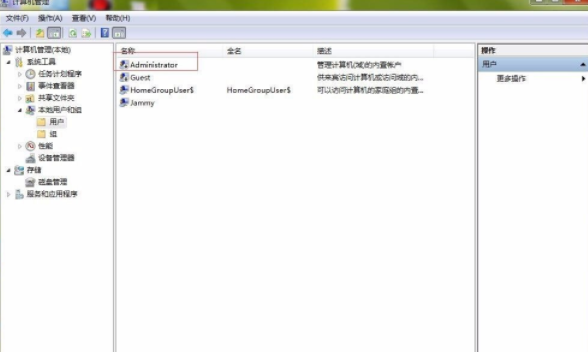 计算机管理
文件(F) 操作(A) 查看(V) 帮助(H)
计算机管理(本地)
系统工具
任务计划程序
事件查看器
共享文件夹
本地用户和组
用户
组
性能
设备管理器
存储
磁盘管理
服务和应用程序
名称 全名 描述
Administrator 管理计算机(域)的内置帐户
Guest 供来宾访问计算机或访问域的内...
HomeGroupUser$ HomeGroupUser$ 可以访问计算机的家庭组的内置...
Jammy
操作
用户
更多操作